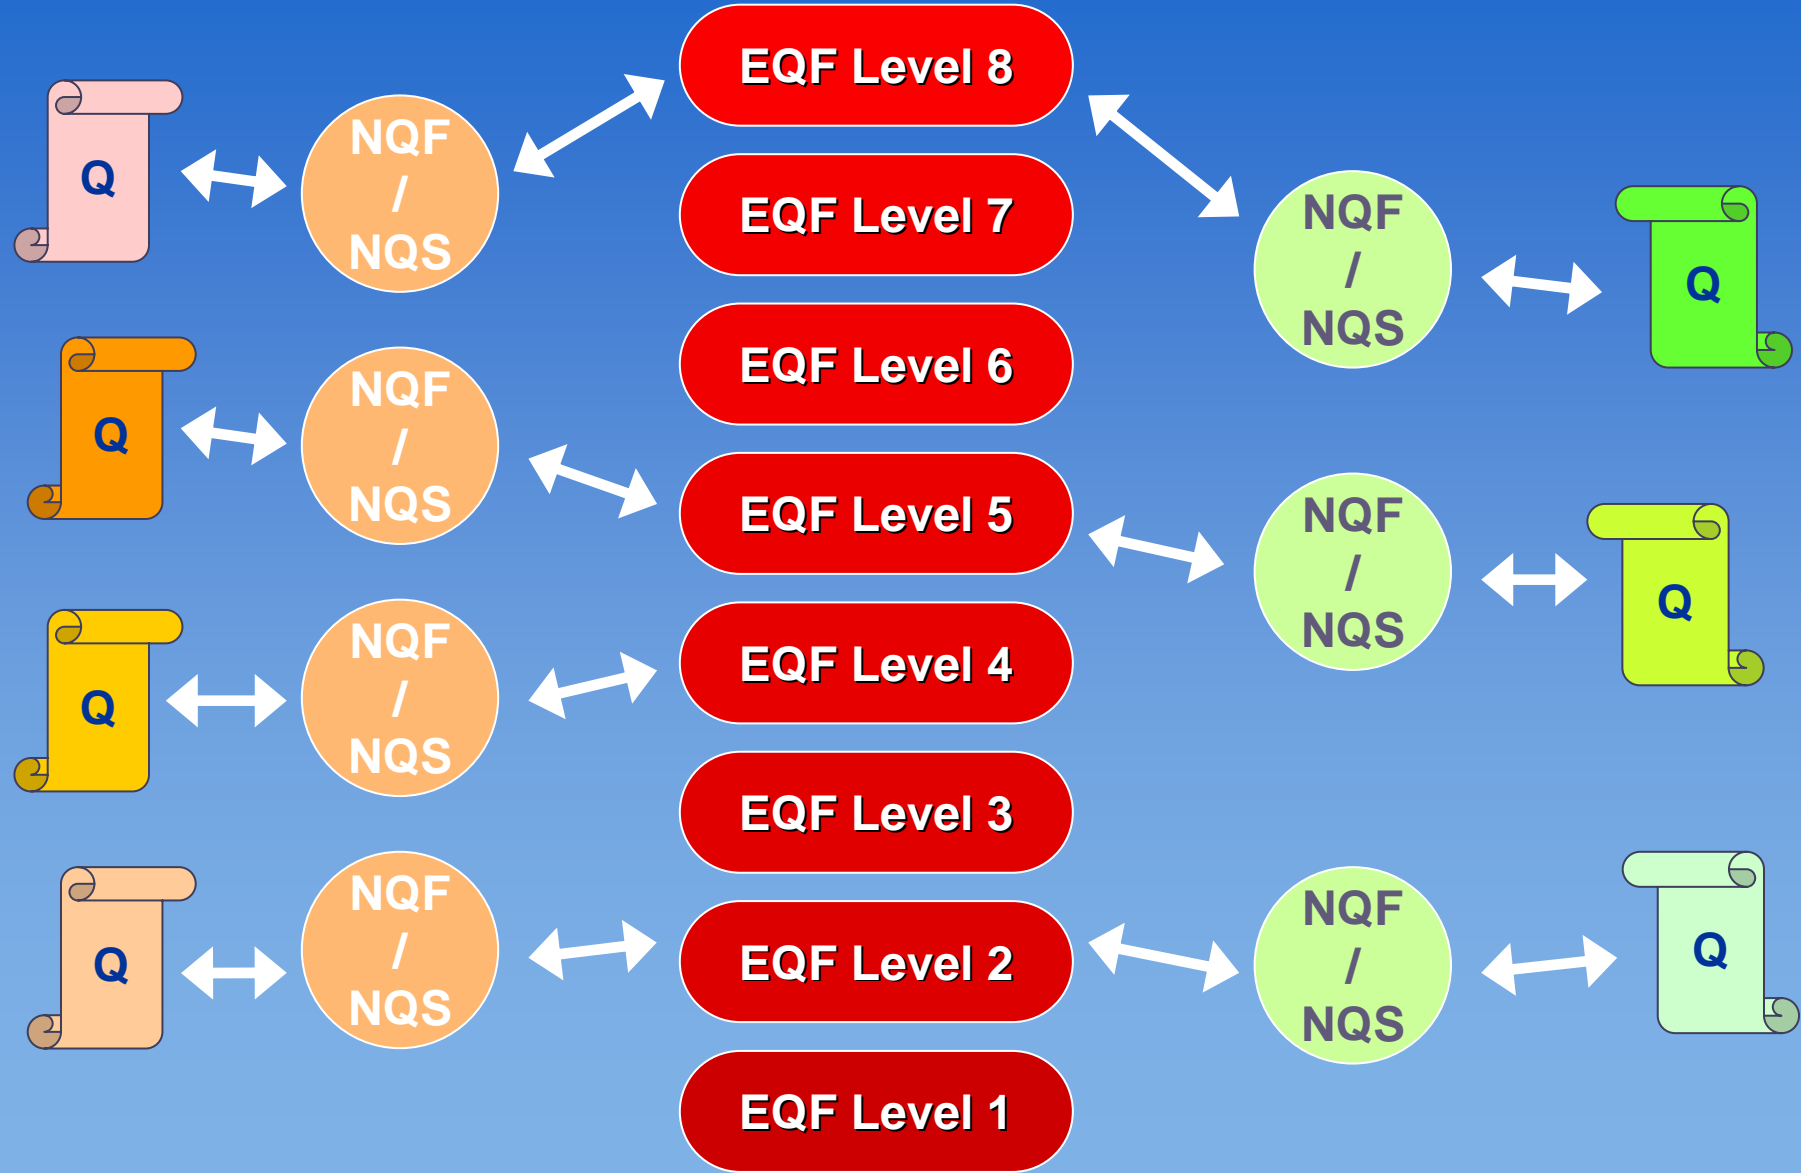 Q
NQF
/
NQS
Q
NQF
/
NQS
Q
NQF
/
NQS
Q
NQF
/
NQS
EQF Level 8
EQF Level 7
EQF Level 6
EQF Level 5
EQF Level 4
EQF Level 3
EQF Level 2
EQF Level 1
NQF
/
NQS
Q
NQF
/
NQS
Q
NQF
/
NQS
Q